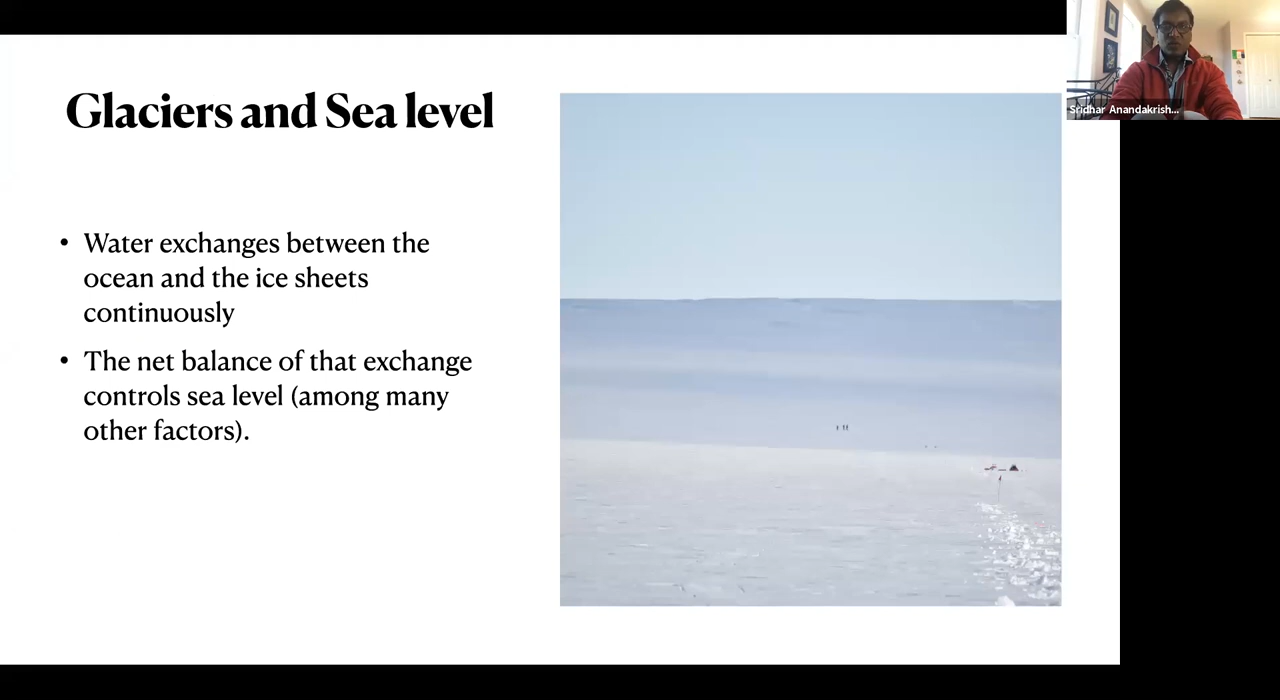 Glaciers and Sea level
• Water exchanges between the
ocean and the ice sheets
continuously
• The net balance of that exchange
controls sea level (among many
other factors).
Sridhar Anandakrish...